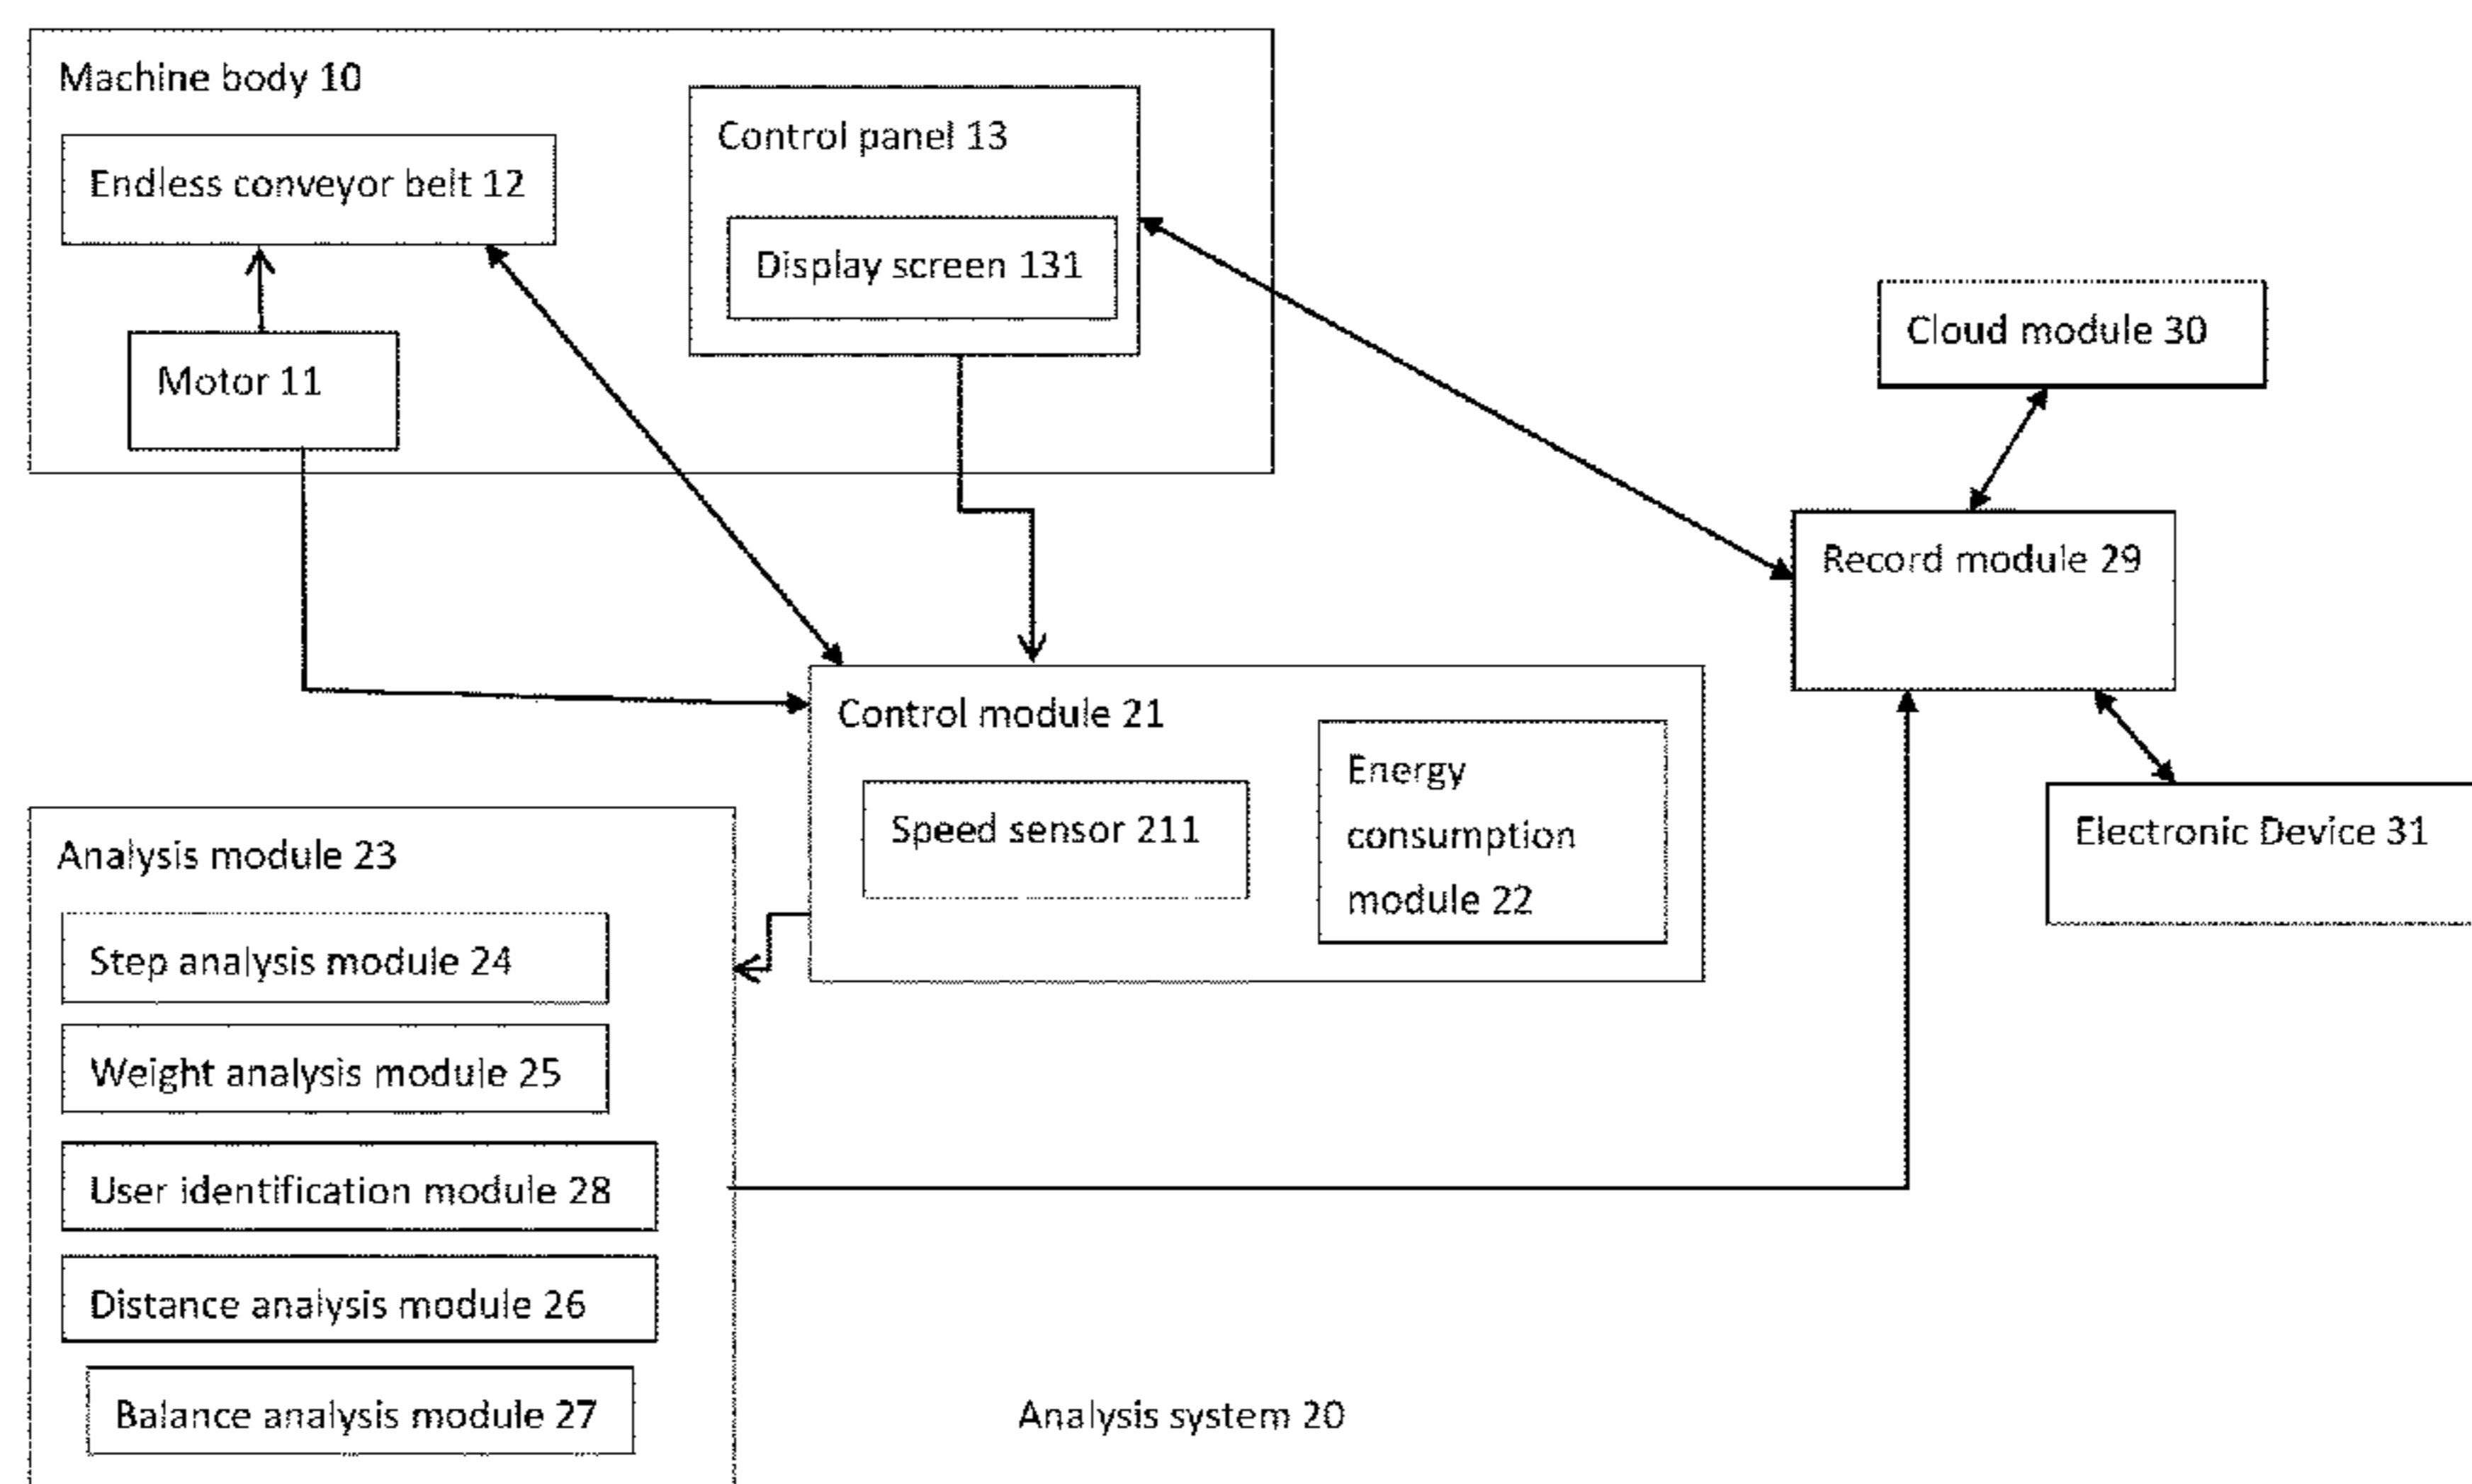 Machine body 10
Control panel 13
Endless conveyor belt 12
Display screen 131
Motor 11
Cloud module 30
Record module 29
Control module 21
Energy
consumption
module 22
Speed sensor 211
Electronic Device 31
Analysis module 23
Step analysis module 24
Weight analysis module 25
User identification module 28
Distance analysis module 26
Balance analysis module 27
Analysis system 20